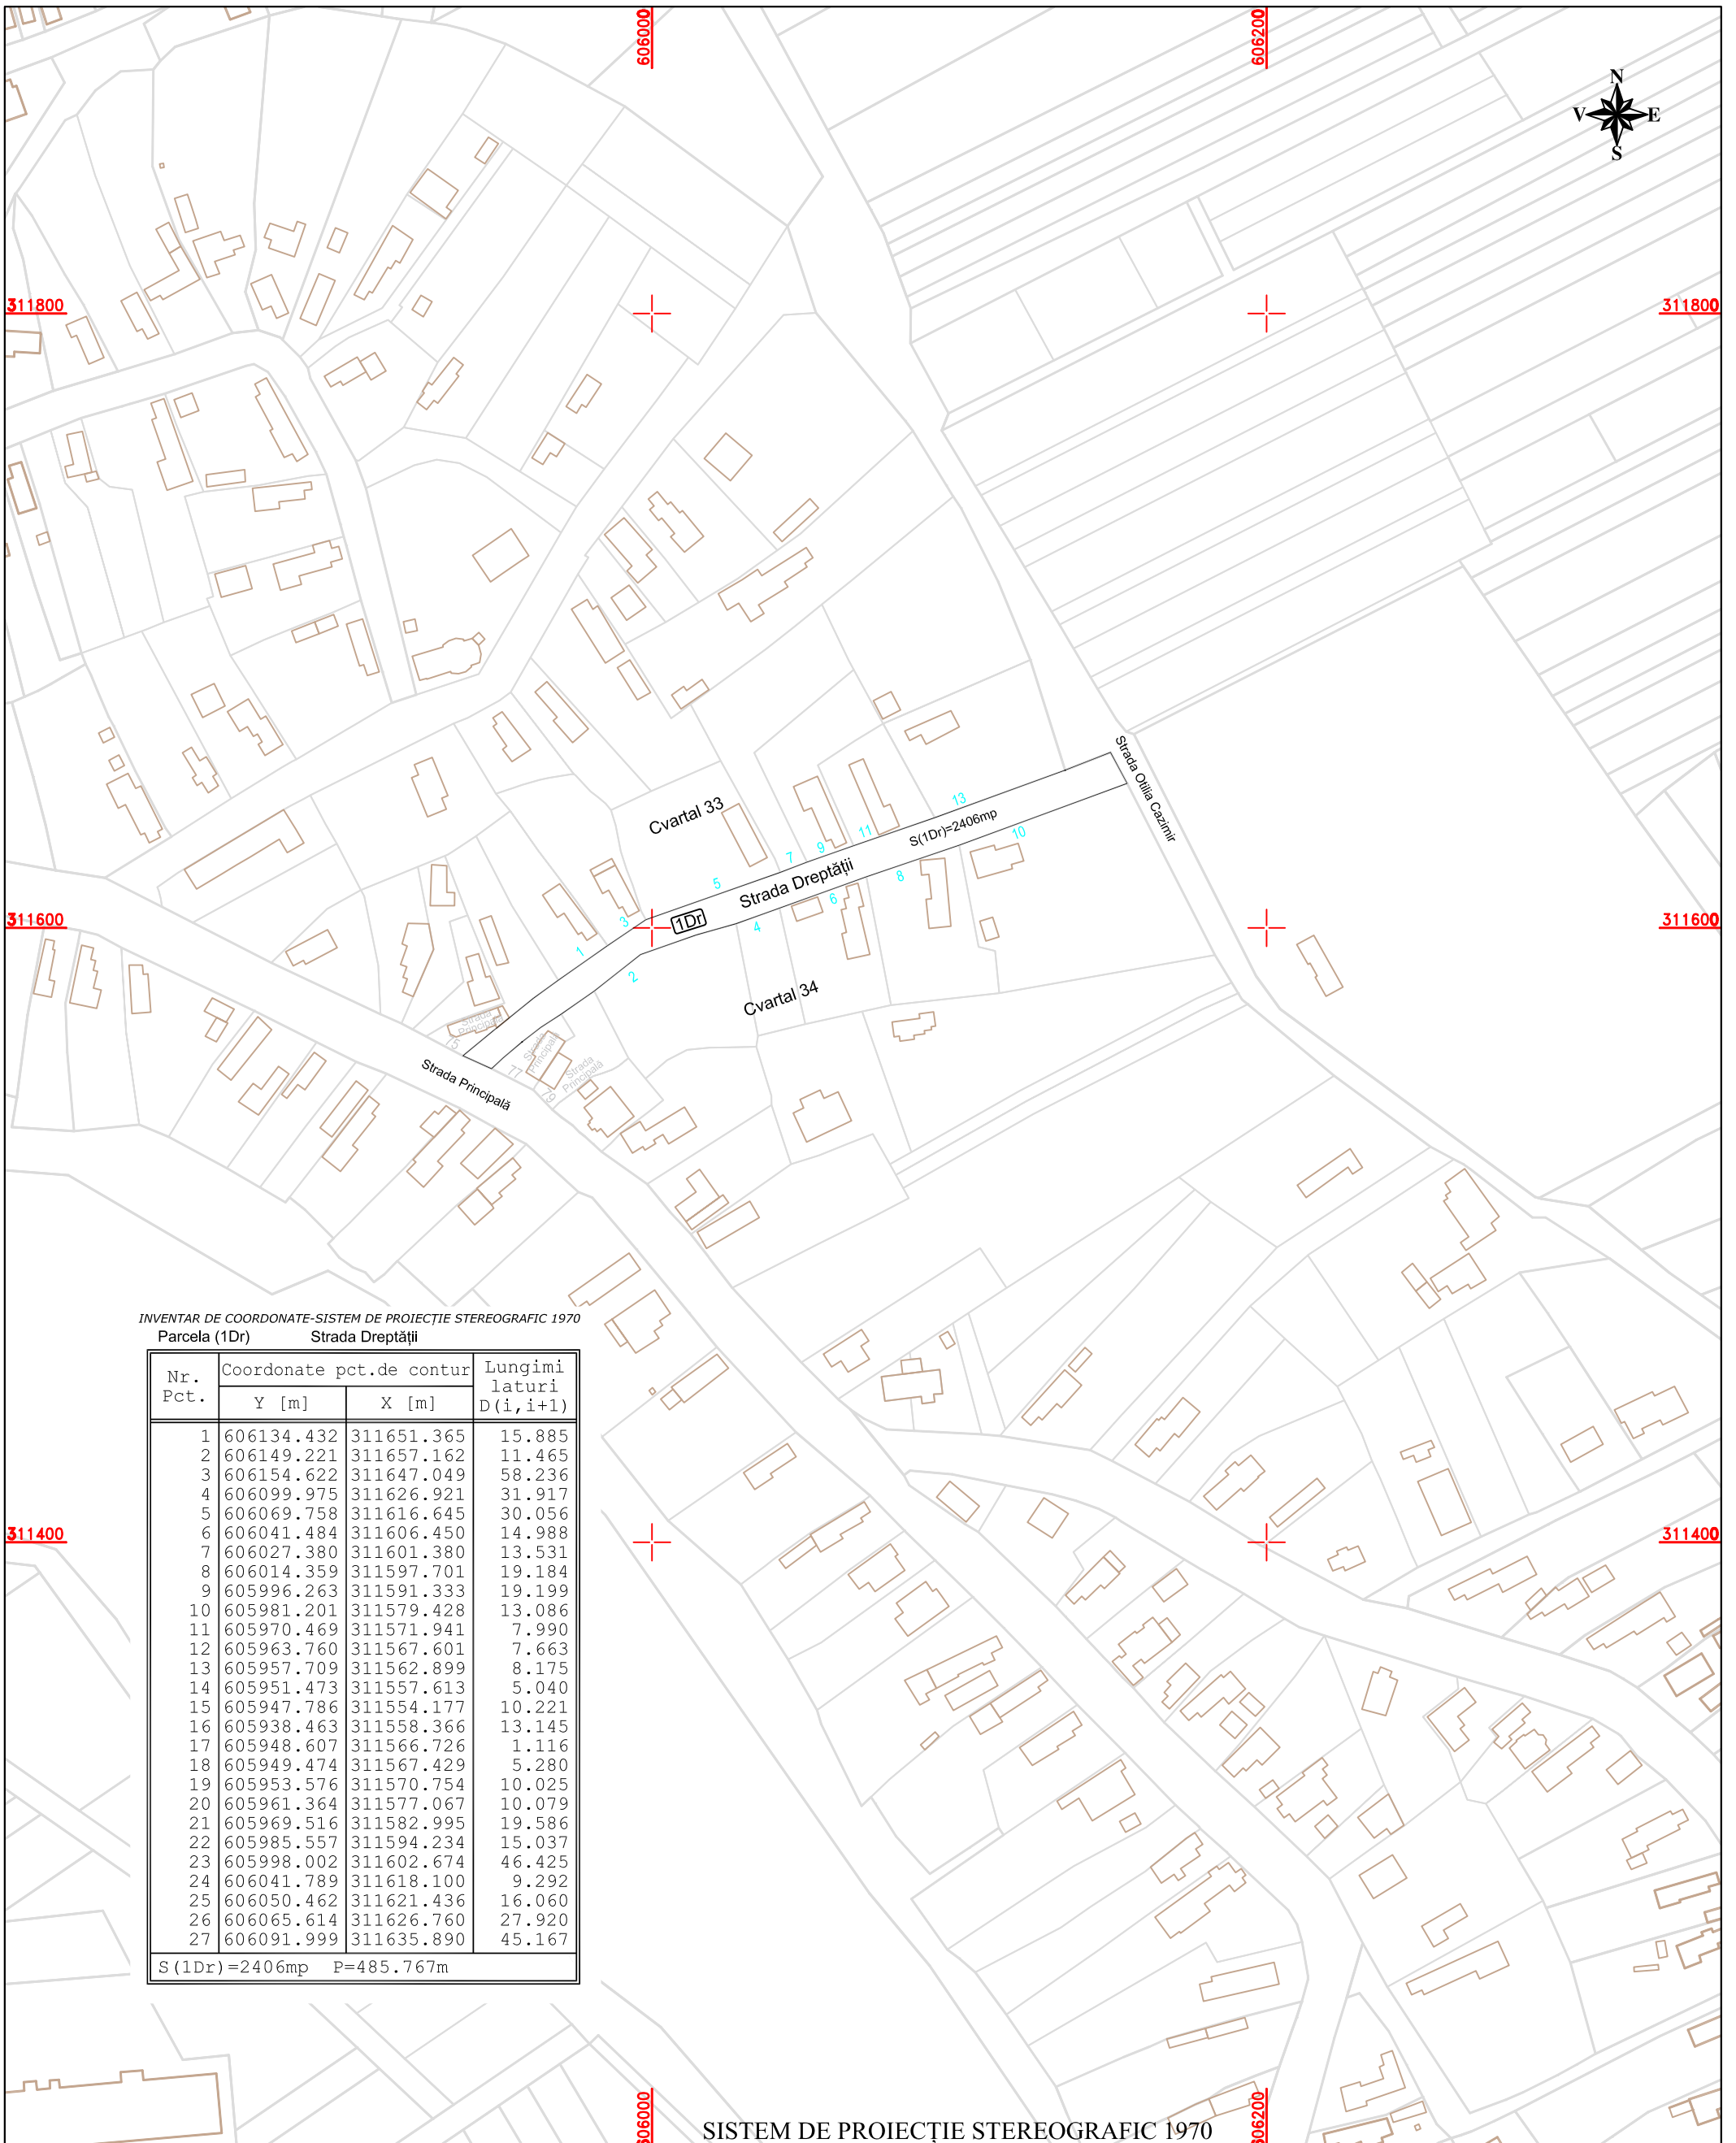 606000
606200
N
V E
S
311800
311800
Strada Otilia Cazimir
Cvartal 33
13
S(1Dr)=2406mp
10
11
9
7
8
Strada Dreptății
5
6
4
1Dr
3
1
2
311600
311600
Cvartal 34
Strada Principală
5
Strada Principală
77
Strada Principală
79
Strada Principală
INVENTAR DE COORDONATE-SISTEM DE PROIECȚIE STEREOGRAFIC 1970
Parcela (1Dr) Strada Dreptății
Nr. Pct. Coordonate pct.de contur Lungimi laturi D(i,i+1)
Y [m] X [m]
1 606134.432 311651.365 15.885
2 606149.221 311657.162 11.465
3 606154.622 311647.049 58.236
4 606099.975 311626.921 31.917
5 606069.758 311616.645 30.056
6 606041.484 311606.450 14.988
7 606027.380 311601.380 13.531
8 606014.359 311597.701 19.184
9 605996.263 311591.333 19.199
10 605981.201 311579.428 13.086
11 605970.469 311571.941 7.990
12 605963.760 311567.601 7.663
13 605957.709 311562.899 8.175
14 605951.473 311557.613 5.040
15 605947.786 311554.177 10.221
16 605938.463 311558.366 13.145
17 605948.607 311566.726 1.116
18 605949.474 311567.429 5.280
19 605953.576 311570.754 10.025
20 605961.364 311577.067 10.079
21 605969.516 311582.995 19.586
22 605985.557 311594.234 15.037
23 605998.002 311602.674 46.425
24 606041.789 311618.100 9.292
25 606050.462 311621.436 16.060
26 606065.614 311626.760 27.920
27 606091.999 311635.890 45.167
S(1Dr)=2406mp P=485.767m
311400
311400
606000
606200
SISTEM DE PROIECȚIE STEREOGRAFIC 1970